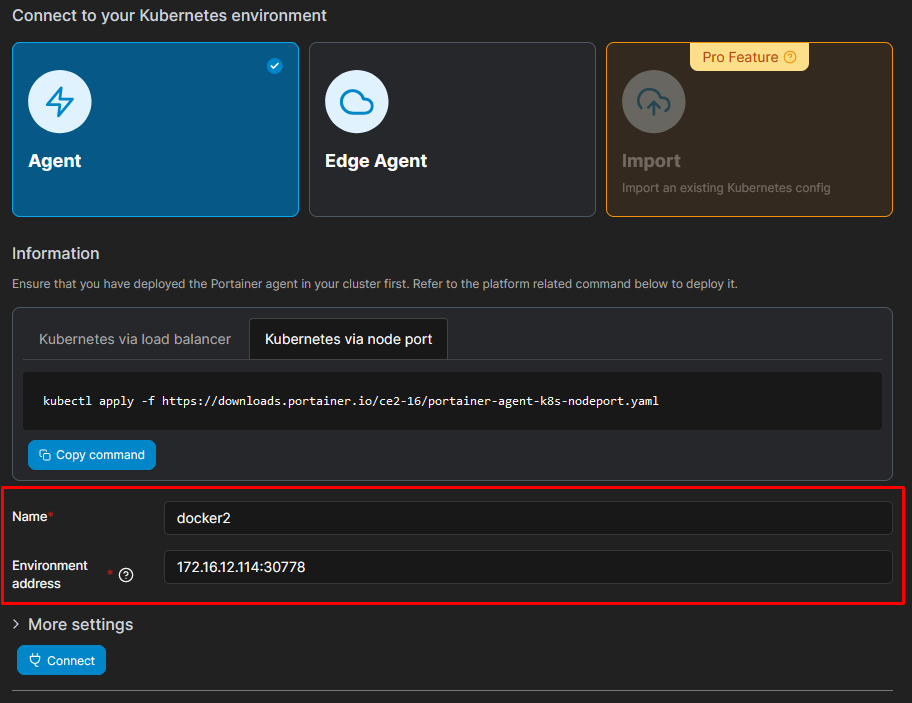 Connect to your Kubernetes environment
Pro Feature
Agent
Edge Agent
Import
Import an existing Kubernetes config
Information
Ensure that you have deployed the Portainer agent in your cluster first. Refer to the platform related command below to deploy it.
Kubernetes via load balancer
Kubernetes via node port
kubectl apply -f https://downloads.portainer.io/ce2-16/portainer-agent-k8s-nodeport.yaml
Copy command
Name*
docker2
Environment address *
172.16.12.114:30778
More settings
Connect